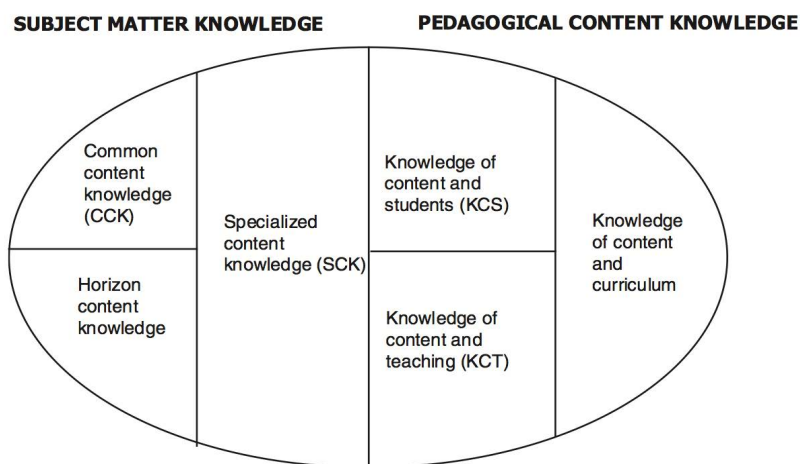 SUBJECT MATTER KNOWLEDGE
PEDAGOGICAL CONTENT KNOWLEDGE
Common
content
knowledge
(CCK)
Horizon
content
knowledge
Specialized
content
knowledge (SCK)
Knowledge of
content and
students (KCS)
Knowledge of
content and
teaching (KCT)
Knowledge
of content
and
curriculum